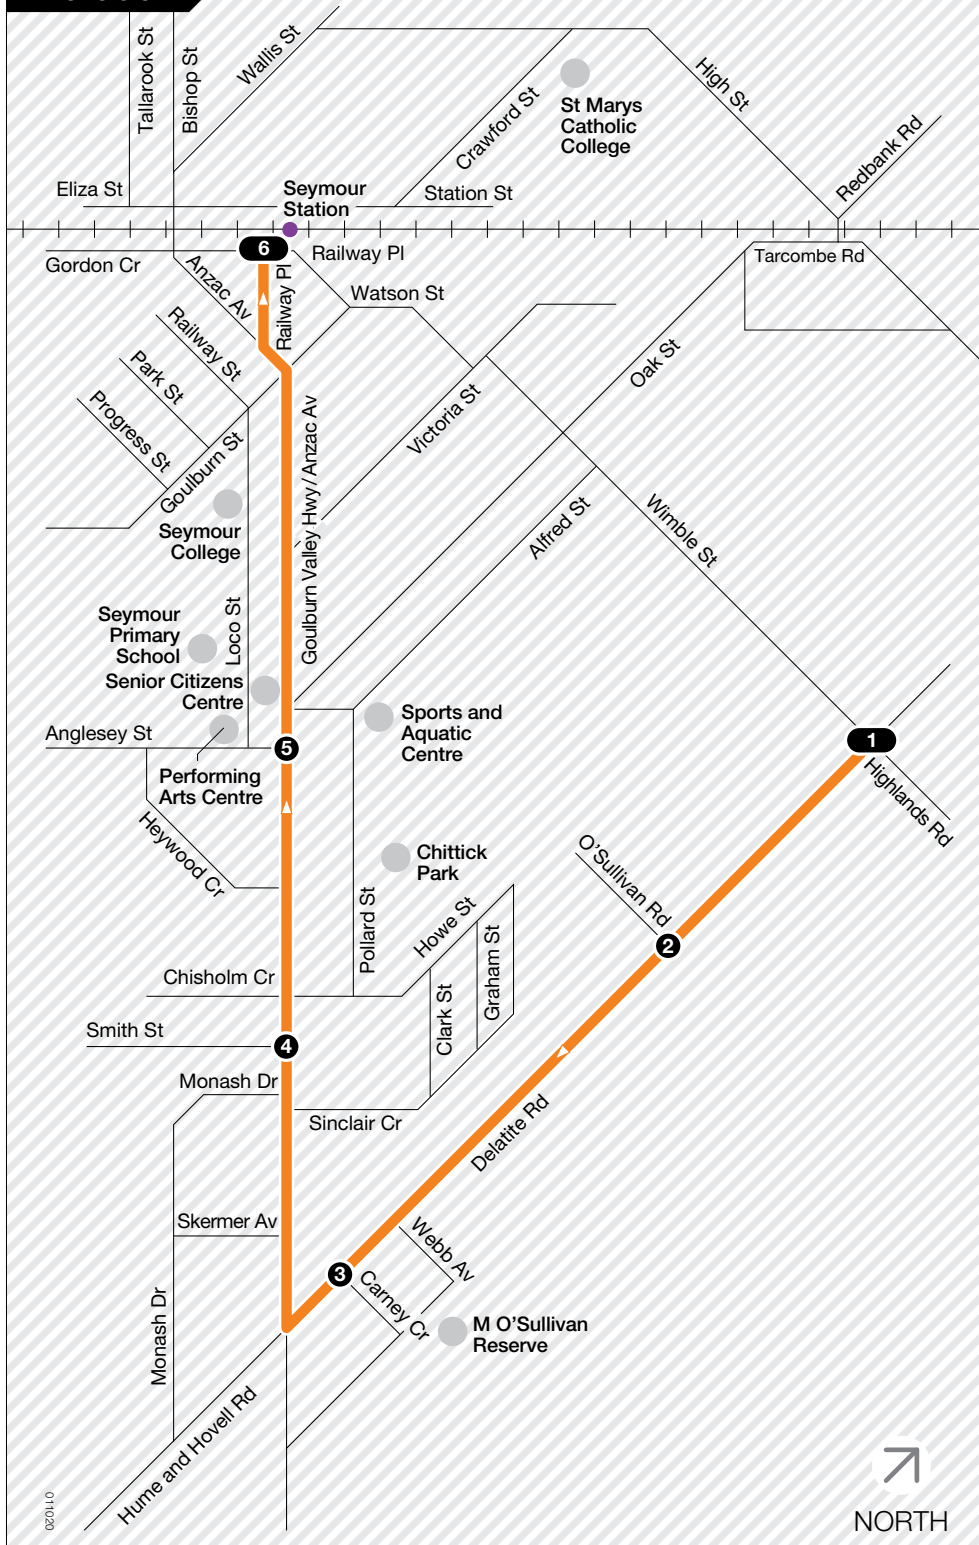 Tallarook St
Bishop St
Wallis St
Crawford St
St Marys
Catholic
College
High St
Redbank Rd
Eliza St
Seymour
Station
Station St
6
Railway Pl
Gordon Cr
Anzac Av
Railway Pl
Watson St
Tarcombe Rd
Railway St
Park St
Progress St
Goulburn St
Goulburn Valley Hwy/Anzac Av
Victoria St
Oak St
Seymour
College
Alfred St
Wimble St
Seymour
Primary
School
Loco St
Senior Citizens
Centre
Sports and
Aquatic
Centre
Anglesey St
5
1
Performing
Arts Centre
Highlands Rd
Heywood Cr
Chittick
Park
O'Sullivan Rd
Pollard St
Howe St
2
Chisholm Cr
Clark St
Graham St
Smith St
4
Monash Dr
Sinclair Cr
Delatite Rd
Skermer Av
Webb Av
3
Carney Cr
Monash Dr
M O'Sullivan
Reserve
Hume and Hovell Rd
011020
NORTH